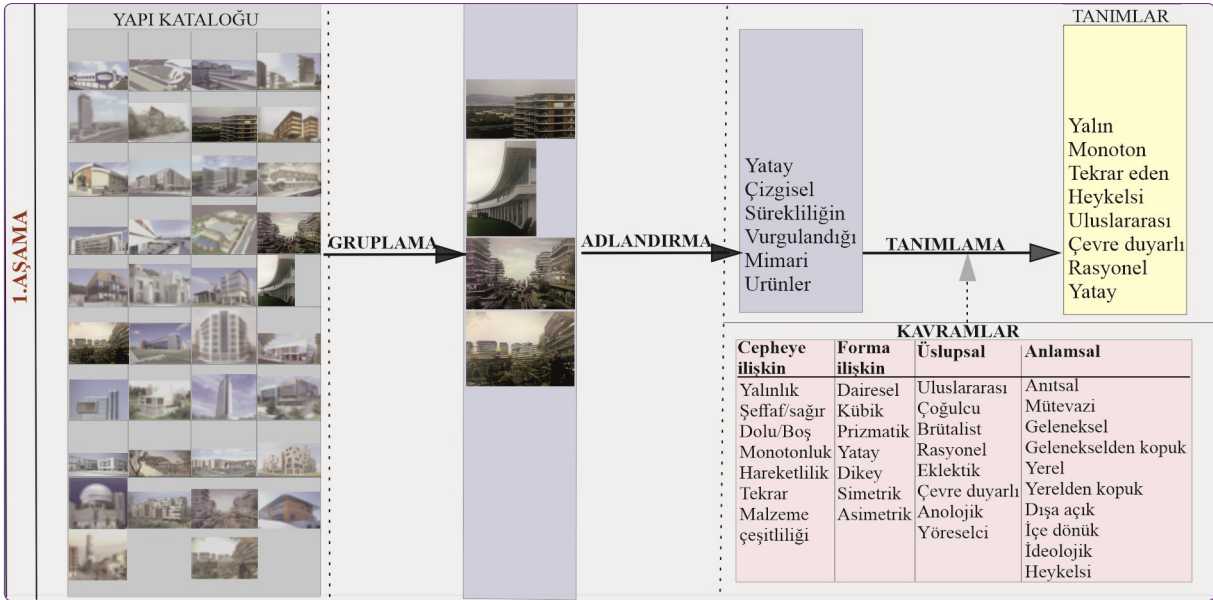 YAPI KATALOĞU
1.AŞAMA
GRUPLAMA
ADLANDIRMA
Yatay
Çizgisel
Sürekliliğin
Vurgulandığı
Mimari
Urünler
TANIMLAMA
TANIMLAR
Yalın
Monoton
Tekrar eden
Heykelsi
Uluslararası
Çevre duyarlı
Rasyonel
Yatay
KAVRAMLAR
Cepheye
ilişkin
Yalınlık
Şeffaf/sağır
Dolu/Boş
Monotonluk
Hareketlilik
Tekrar
Malzeme
çeşitliliği
Forma
ilişkin
Dairesel
Kübik
Prizmatik
Yatay
Dikey
Simetrik
Asimetrik
Üslupsal
Uluslararası
Çoğulcu
Brütalist
Rasyonel
Eklektik
Çevre duyarlı
Anolojik
Yöreselci
Anlamsal
Anıtsal
Mütevazi
Geleneksel
Gelenekselden kopuk
Yerel
Yerelden kopuk
Dışa açık
İçe dönük
İdeolojik
Heykelsi